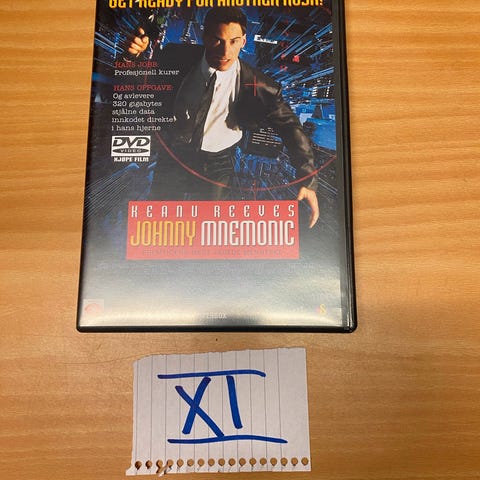 GET READY FOR ANOTHER RUSH!
HANS JOBB:
Profesjonell kurer
HANS OPPGAVE:
Og avlevere
320 gigabytes
stjålne data
innkodet direkte
i hans hjerne
DVD
VIDEO
KJØPE FILM
KEANU REEVES
JOHNNY MNEMONIC
XI